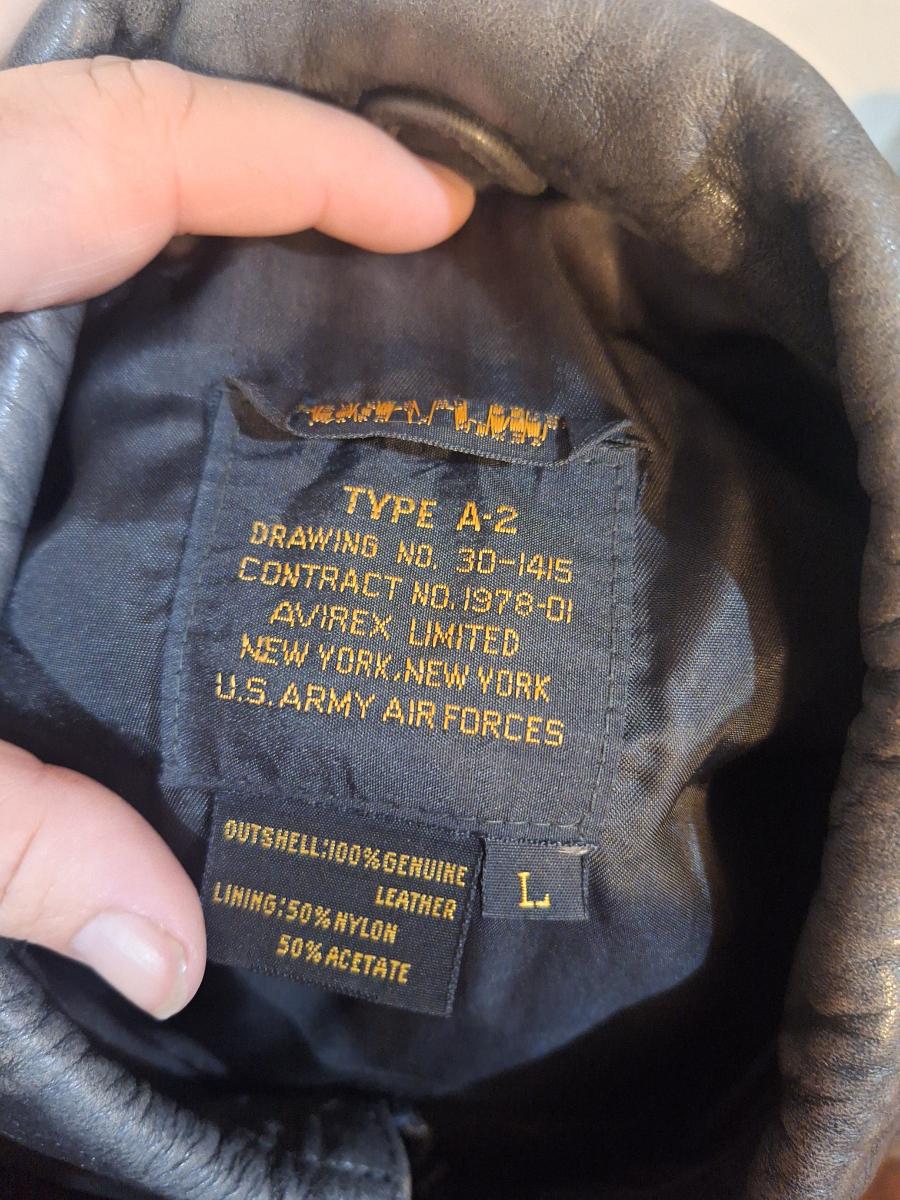 TYPE A-2
DRAWING NO. 30-1415
CONTRACT NO. 1978-01
AVIREX LIMITED
NEW YORK, NEW YORK
U.S. ARMY AIR FORCES
OUTSHELL:100%GENUINE
LEATHER
LINING:50%NYLON
50%ACETATE
L